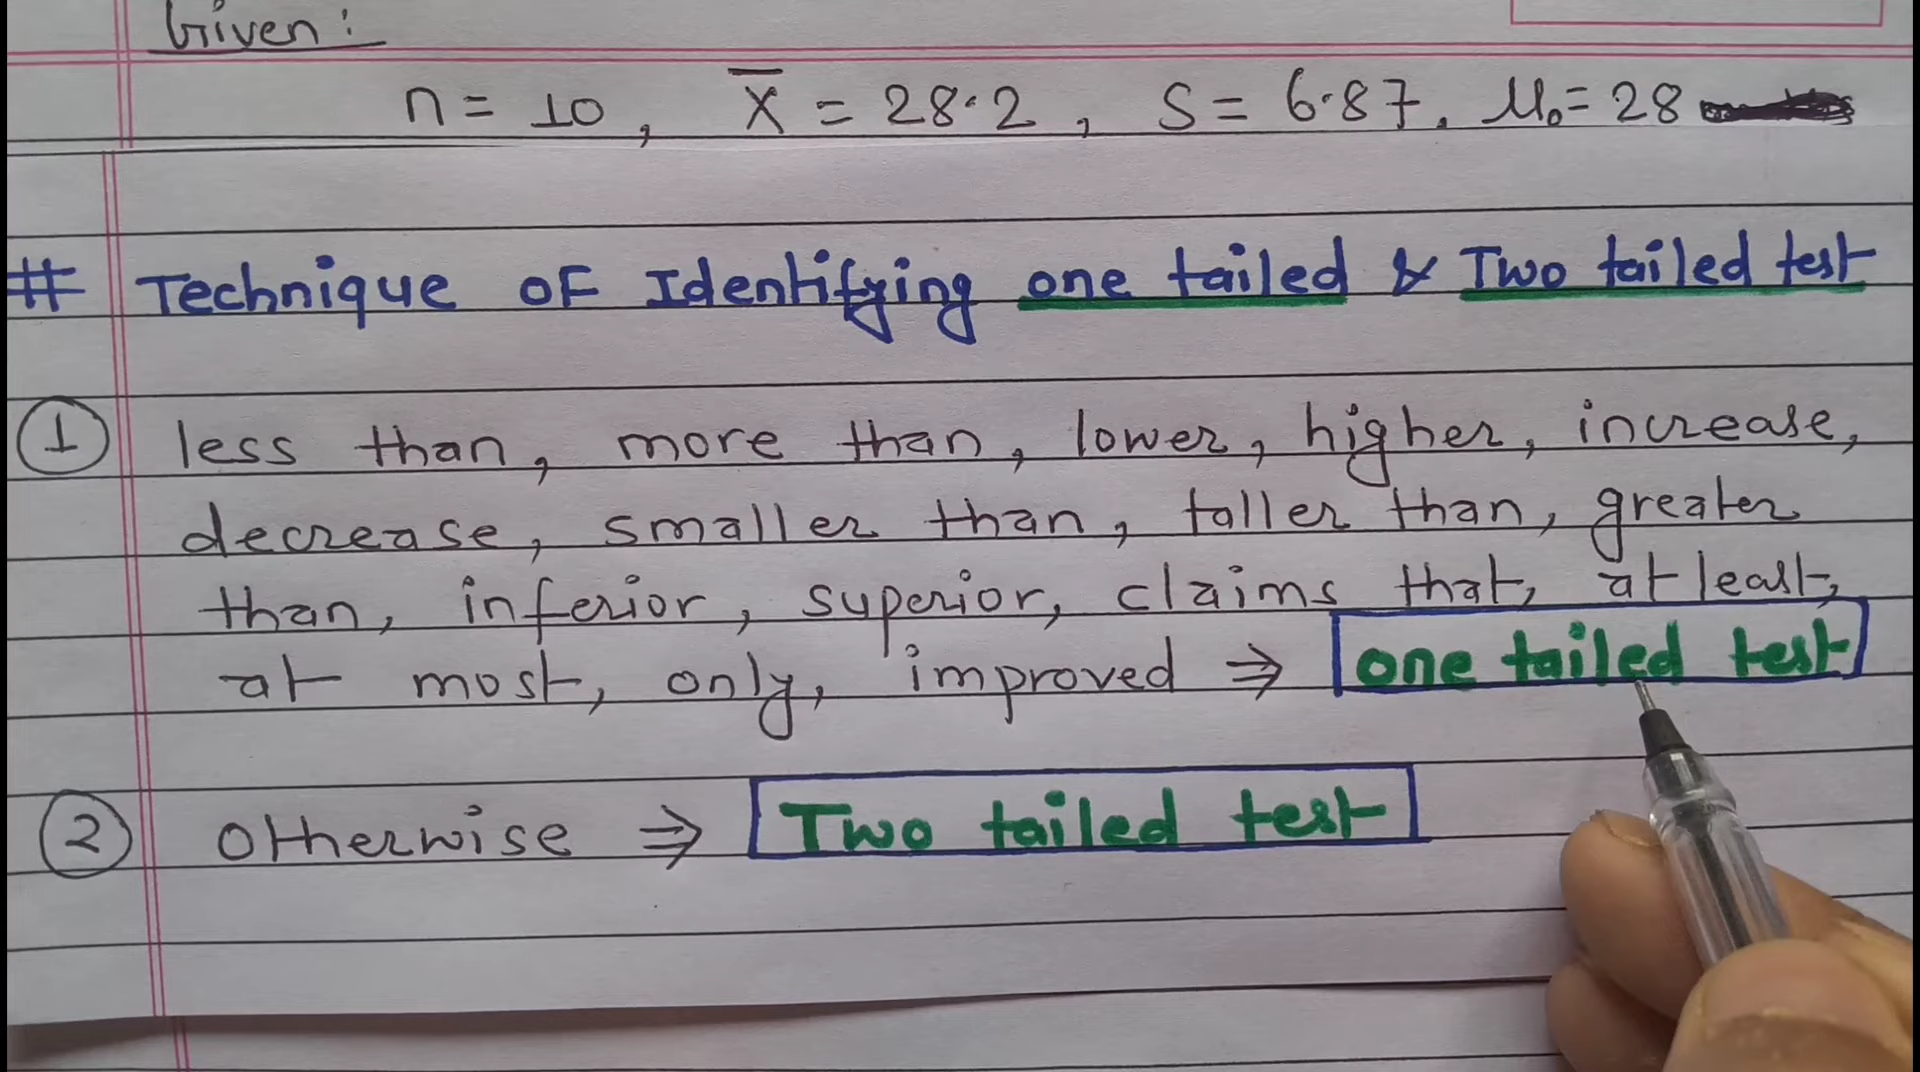 Given:
n = 10, X̅ = 28.2, S = 6.87, μ₀ = 28
# Technique of Identifying one tailed & Two tailed test
① less than, more than, lower, higher, increase,
decrease, smaller than, taller than, greater
than, inferior, superior, claims that, at least,
at most, only, improved ⇒ one tailed test
② Otherwise ⇒ Two tailed test